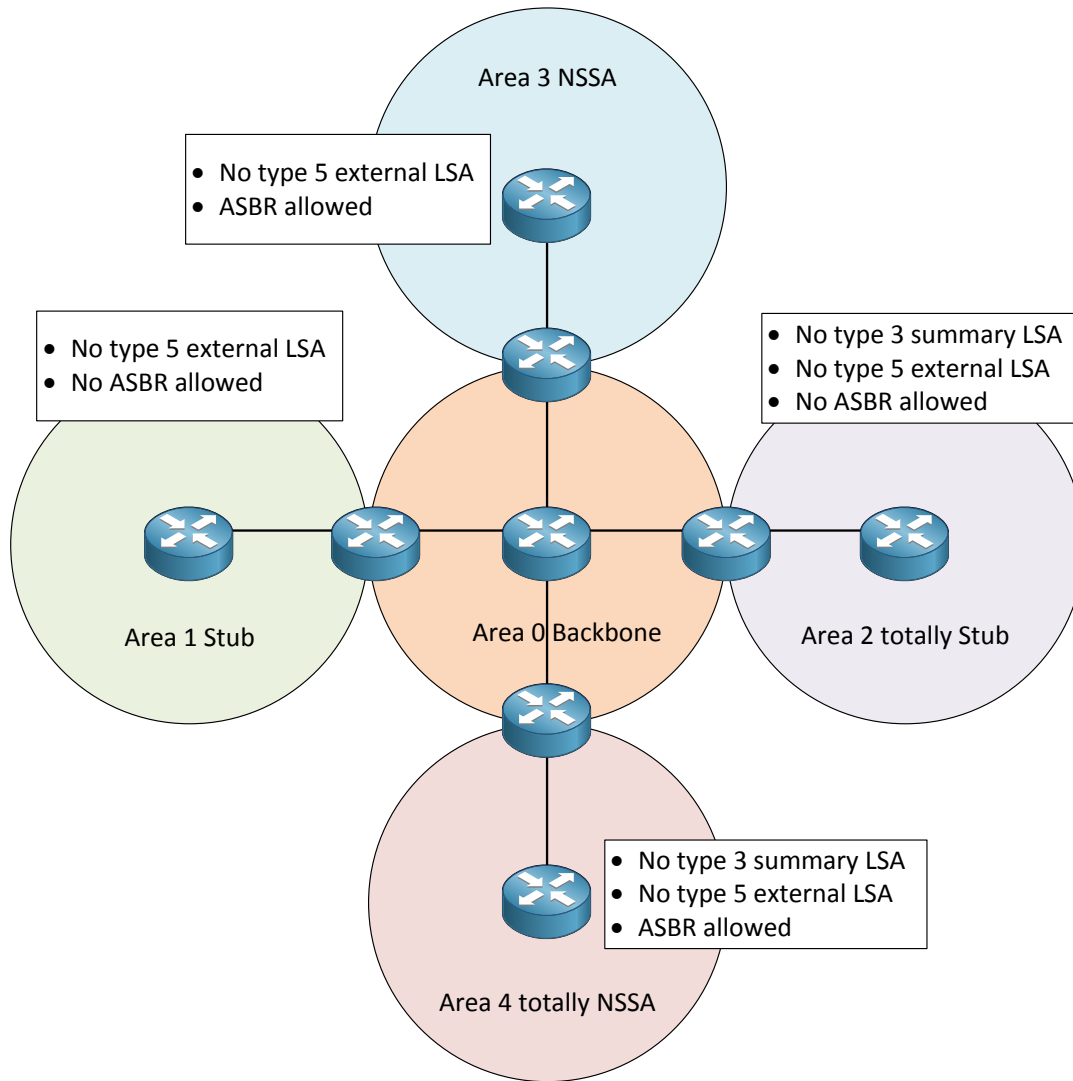 Area 3 NSSA
• No type 5 external LSA
• ASBR allowed
• No type 5 external LSA
• No ASBR allowed
• No type 3 summary LSA
• No type 5 external LSA
• No ASBR allowed
Area 1 Stub
Area 0 Backbone
Area 2 totally Stub
• No type 3 summary LSA
• No type 5 external LSA
• ASBR allowed
Area 4 totally NSSA